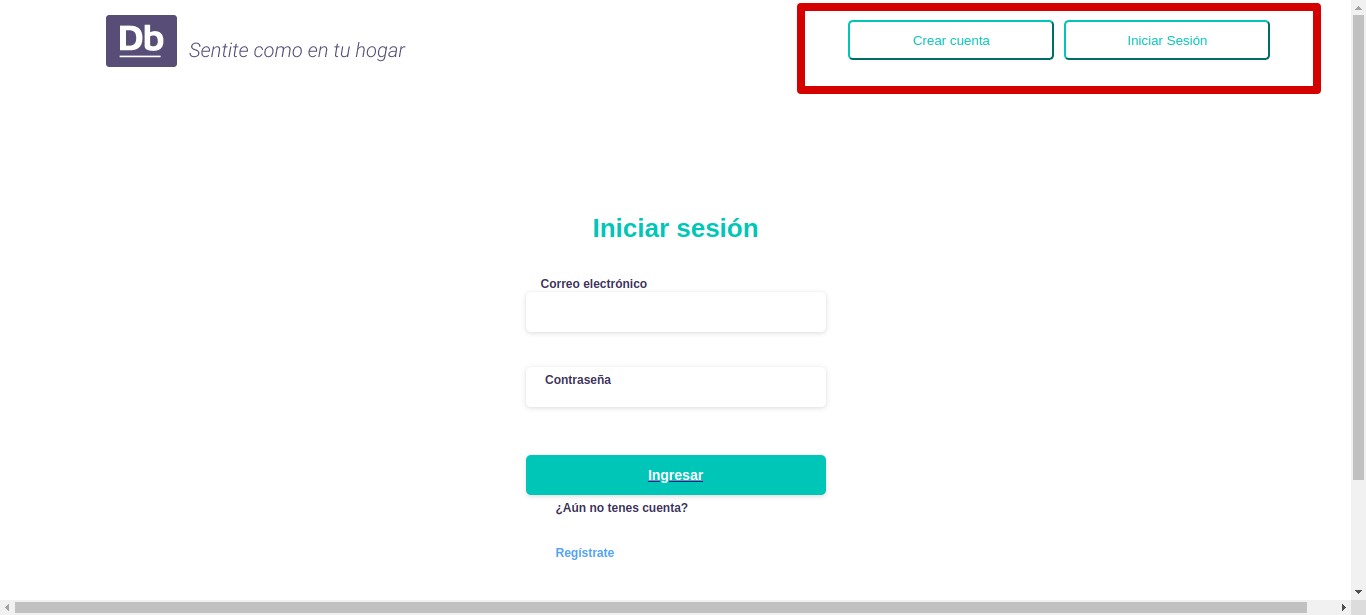 Db
Sentite como en tu hogar
Crear cuenta
Iniciar Sesión
Iniciar sesión
Correo electrónico
Contraseña
Ingresar
¿Aún no tenes cuenta?
Regístrate